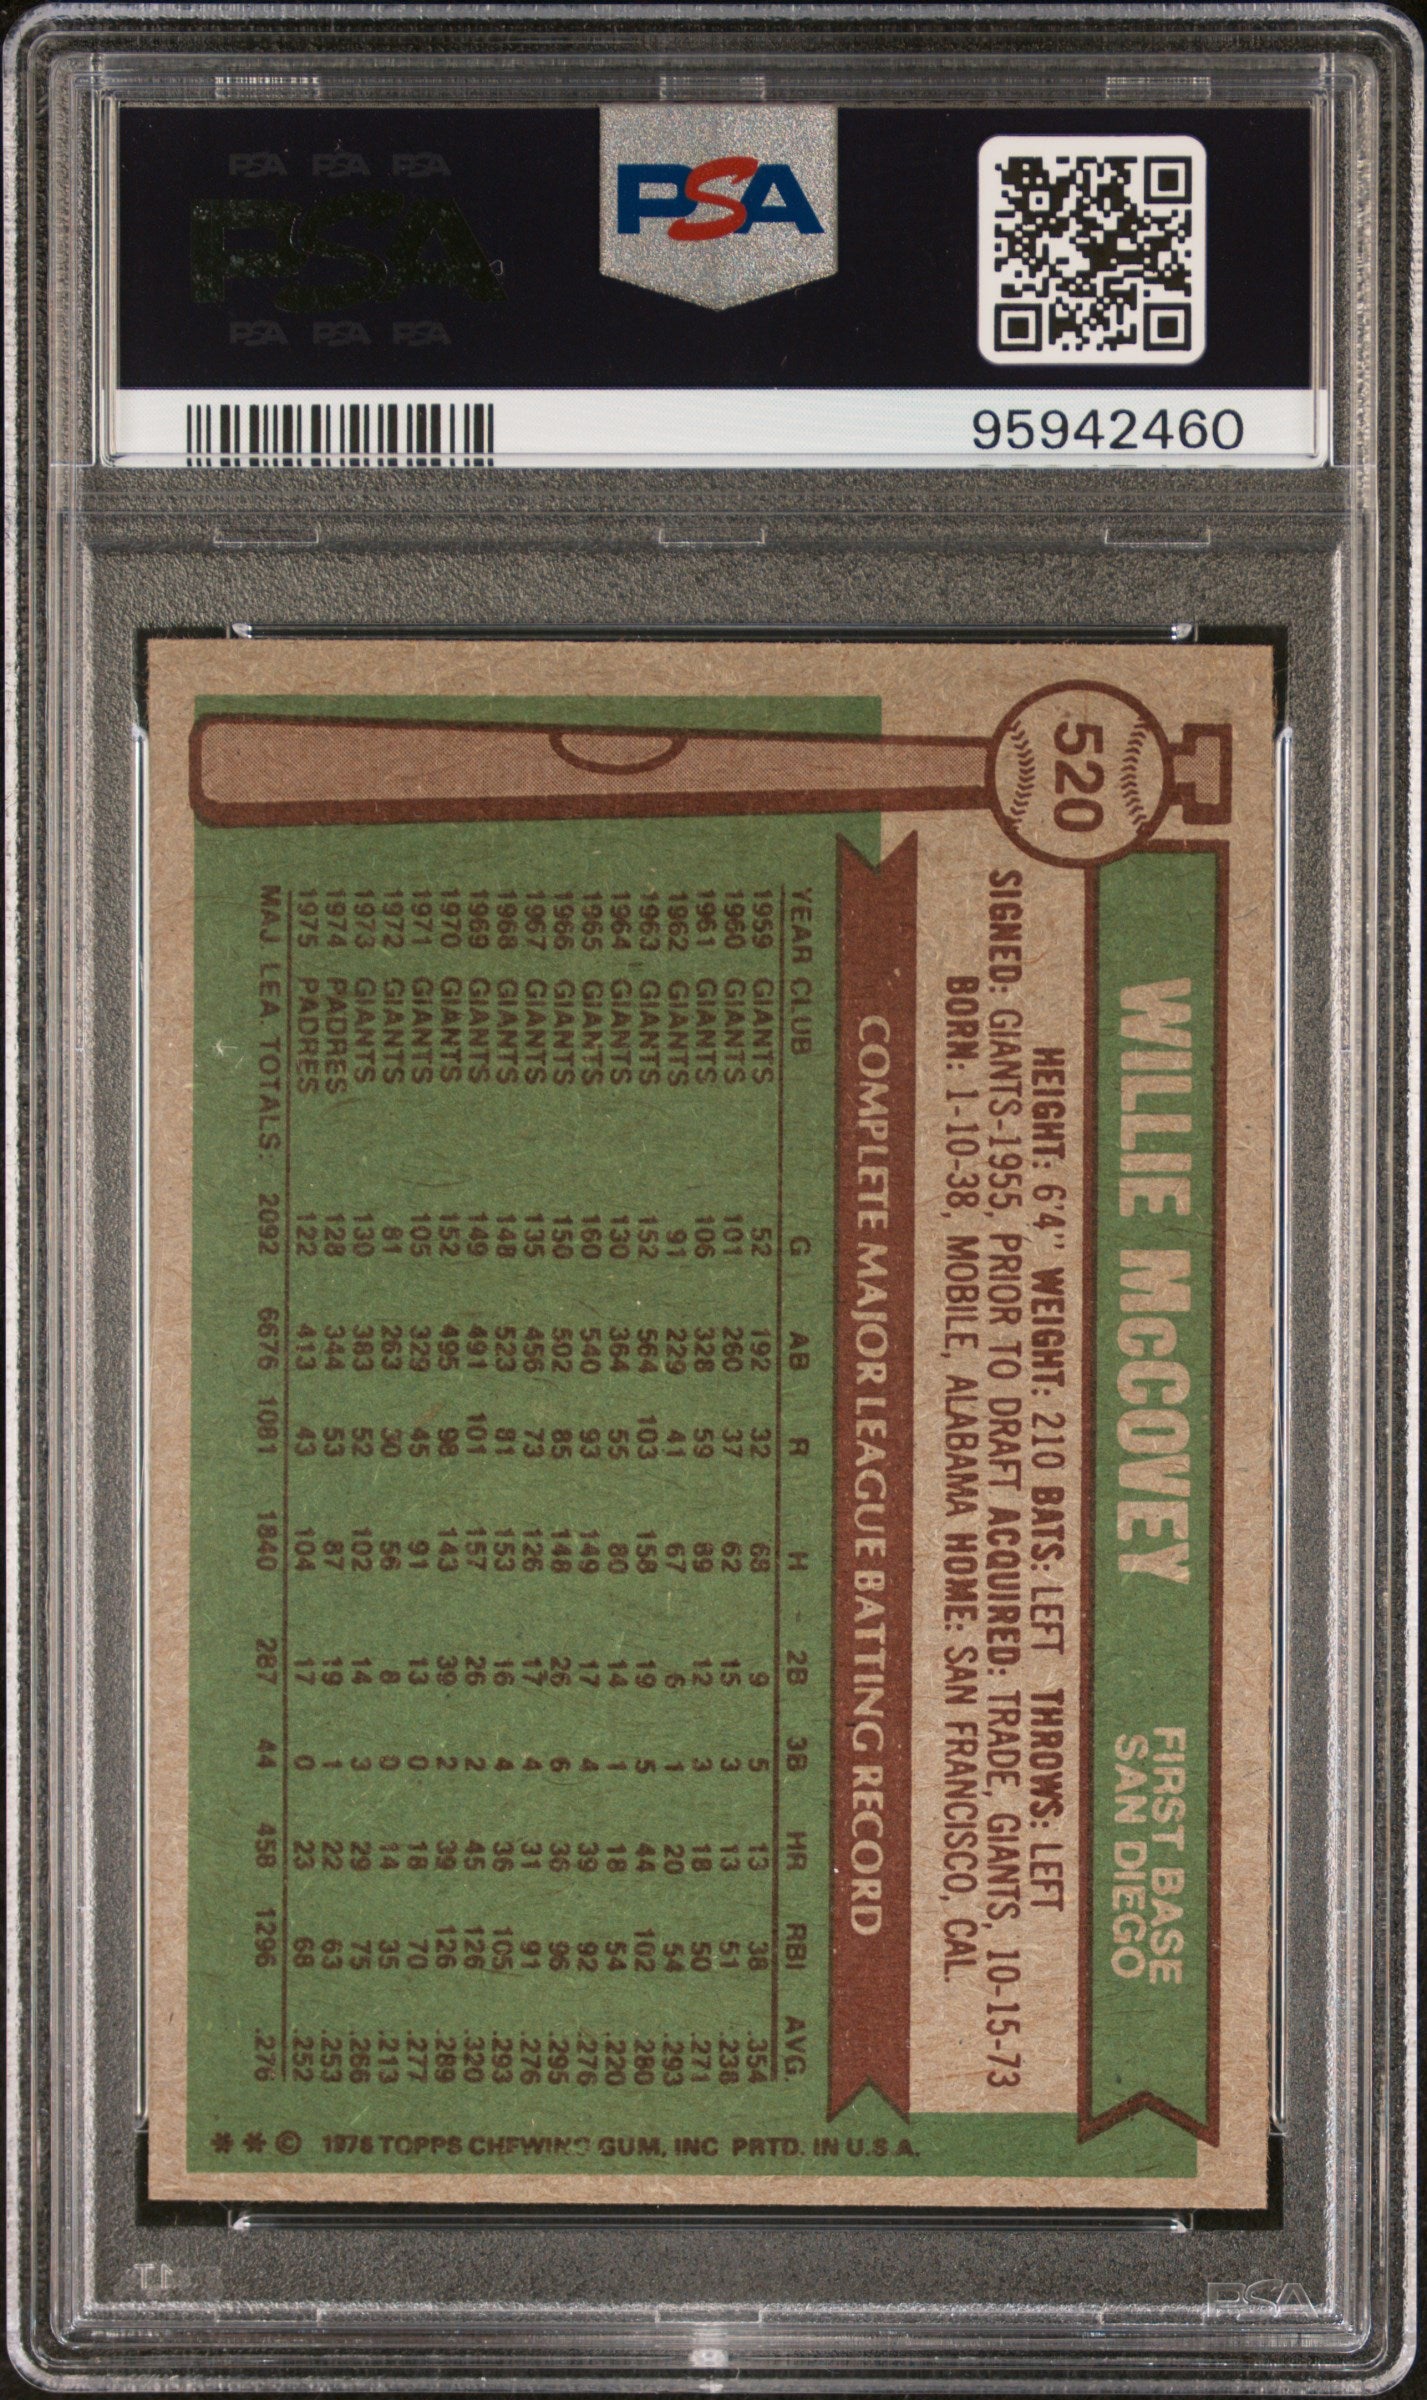 PSA PSA PSA
PSA
PSA PSA PSA
PSA
95942460
520
WILLIE McCOVEY
FIRST BASE
SAN DIEGO
HEIGHT: 6'4" WEIGHT: 210 BATS: LEFT THROWS: LEFT
SIGNED: GIANTS-1955, PRIOR TO DRAFT ACQUIRED: TRADE, GIANTS, 10-15-73
BORN: 1-10-38, MOBILE, ALABAMA HOME: SAN FRANCISCO, CAL.
COMPLETE MAJOR LEAGUE BATTING RECORD
YEAR CLUB G AB R H 2B 3B HR RBI AVG.
1959 GIANTS 52 192 32 68 9 5 13 38 .354
1960 GIANTS 101 260 37 62 15 3 13 51 .238
1961 GIANTS 106 328 59 89 12 3 18 50 .271
1962 GIANTS 91 229 41 67 6 1 20 54 .293
1963 GIANTS 152 564 103 158 19 5 44 102 .280
1964 GIANTS 130 364 55 80 14 1 18 54 .220
1965 GIANTS 160 540 93 149 17 4 39 92 .276
1966 GIANTS 150 502 85 148 26 6 36 96 .295
1967 GIANTS 135 456 73 126 17 4 31 91 .276
1968 GIANTS 148 523 81 153 16 4 36 105 .293
1969 GIANTS 149 491 101 157 26 2 45 126 .320
1970 GIANTS 152 495 98 143 39 2 39 126 .289
1971 GIANTS 105 329 45 91 13 0 18 70 .277
1972 GIANTS 81 263 30 56 8 0 14 35 .213
1973 GIANTS 130 383 52 102 14 3 29 75 .266
1974 PADRES 128 344 53 87 19 1 22 63 .253
1975 PADRES 122 413 43 104 17 0 23 68 .252
MAJ. LEA. TOTALS: 2092 6676 1081 1840 287 44 458 1296 .276
** © 1976 TOPPS CHEWING GUM, INC PRTD. IN U.S.A.
PSA